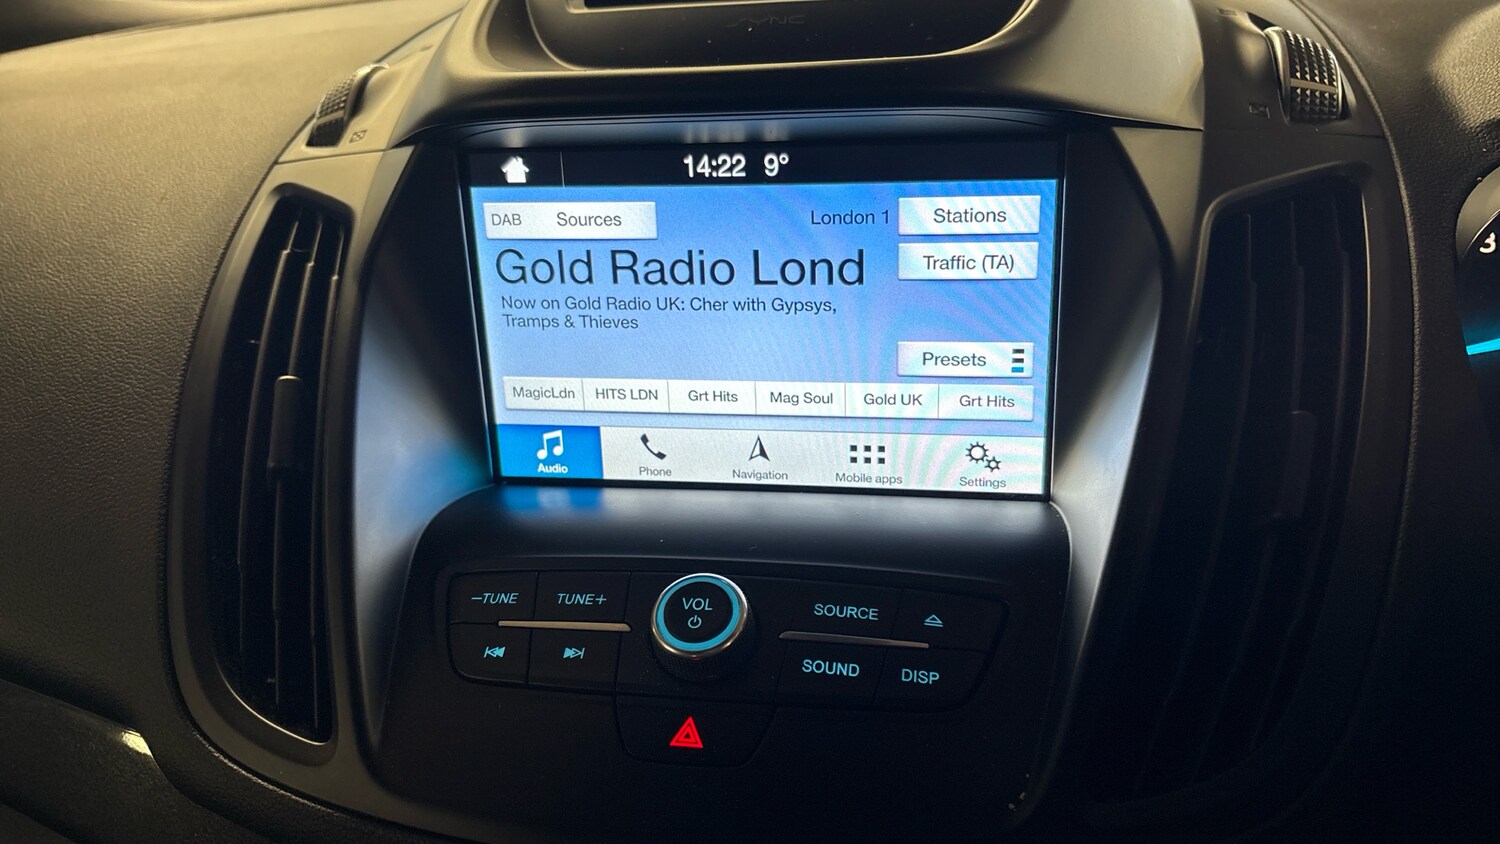 SYNC
14:22 9°
DAB Sources
London 1
Stations
Gold Radio Lond
Traffic (TA)
Now on Gold Radio UK: Cher with Gypsys,
Tramps & Thieves
Presets
MagicLdn HITS LDN Grt Hits Mag Soul Gold UK Grt Hits
Audio Phone Navigation Mobile apps Settings
–TUNE TUNE+ VOL SOURCE
SOUND DISP
3